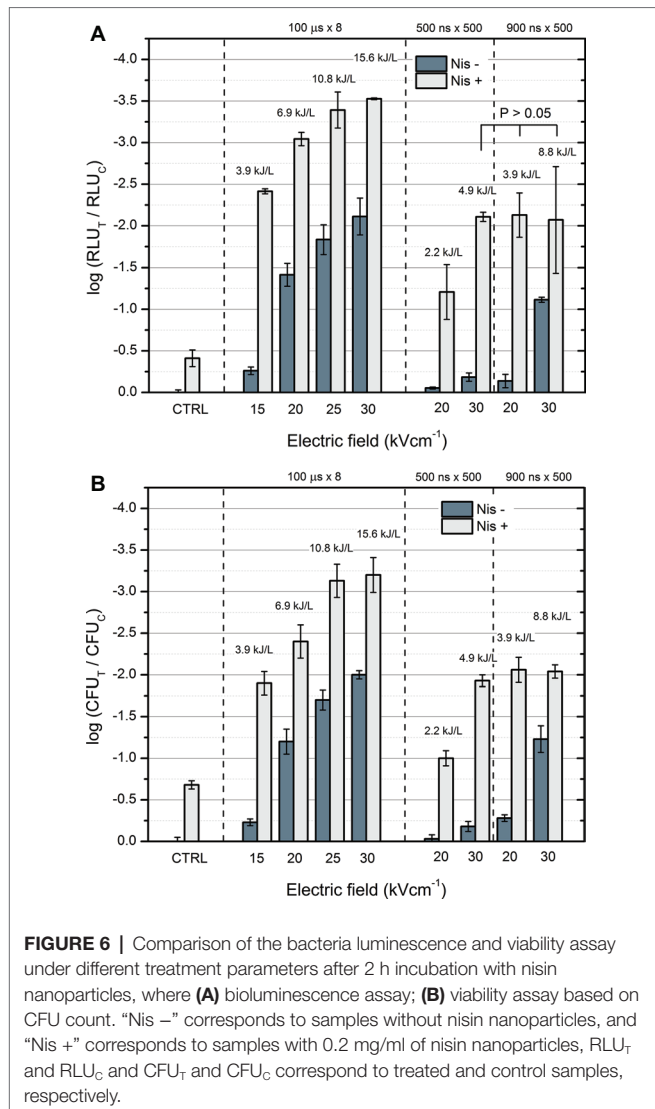 A
100 µs x 8
500 ns x 500
900 ns x 500
-4.0
-3.5
-3.0
-2.5
-2.0
-1.5
-1.0
-0.5
0.0
log (RLU_T / RLU_C)
3.9 kJ/L
6.9 kJ/L
10.8 kJ/L
15.6 kJ/L
Nis -
Nis +
P > 0.05
2.2 kJ/L
4.9 kJ/L
3.9 kJ/L
8.8 kJ/L
CTRL 15 20 25 30 20 30 20 30
Electric field (kVcm⁻¹)
B
100 µs x 8
500 ns x 500
900 ns x 500
-4.0
-3.5
-3.0
-2.5
-2.0
-1.5
-1.0
-0.5
0.0
log (CFU_T / CFU_C)
3.9 kJ/L
6.9 kJ/L
10.8 kJ/L
15.6 kJ/L
Nis -
Nis +
2.2 kJ/L
4.9 kJ/L
3.9 kJ/L
8.8 kJ/L
CTRL 15 20 25 30 20 30 20 30
Electric field (kVcm⁻¹)
FIGURE 6 | Comparison of the bacteria luminescence and viability assay
under different treatment parameters after 2 h incubation with nisin
nanoparticles, where (A) bioluminescence assay; (B) viability assay based on
CFU count. “Nis −” corresponds to samples without nisin nanoparticles, and
“Nis +” corresponds to samples with 0.2 mg/ml of nisin nanoparticles, RLU_T
and RLU_C and CFU_T and CFU_C correspond to treated and control samples,
respectively.